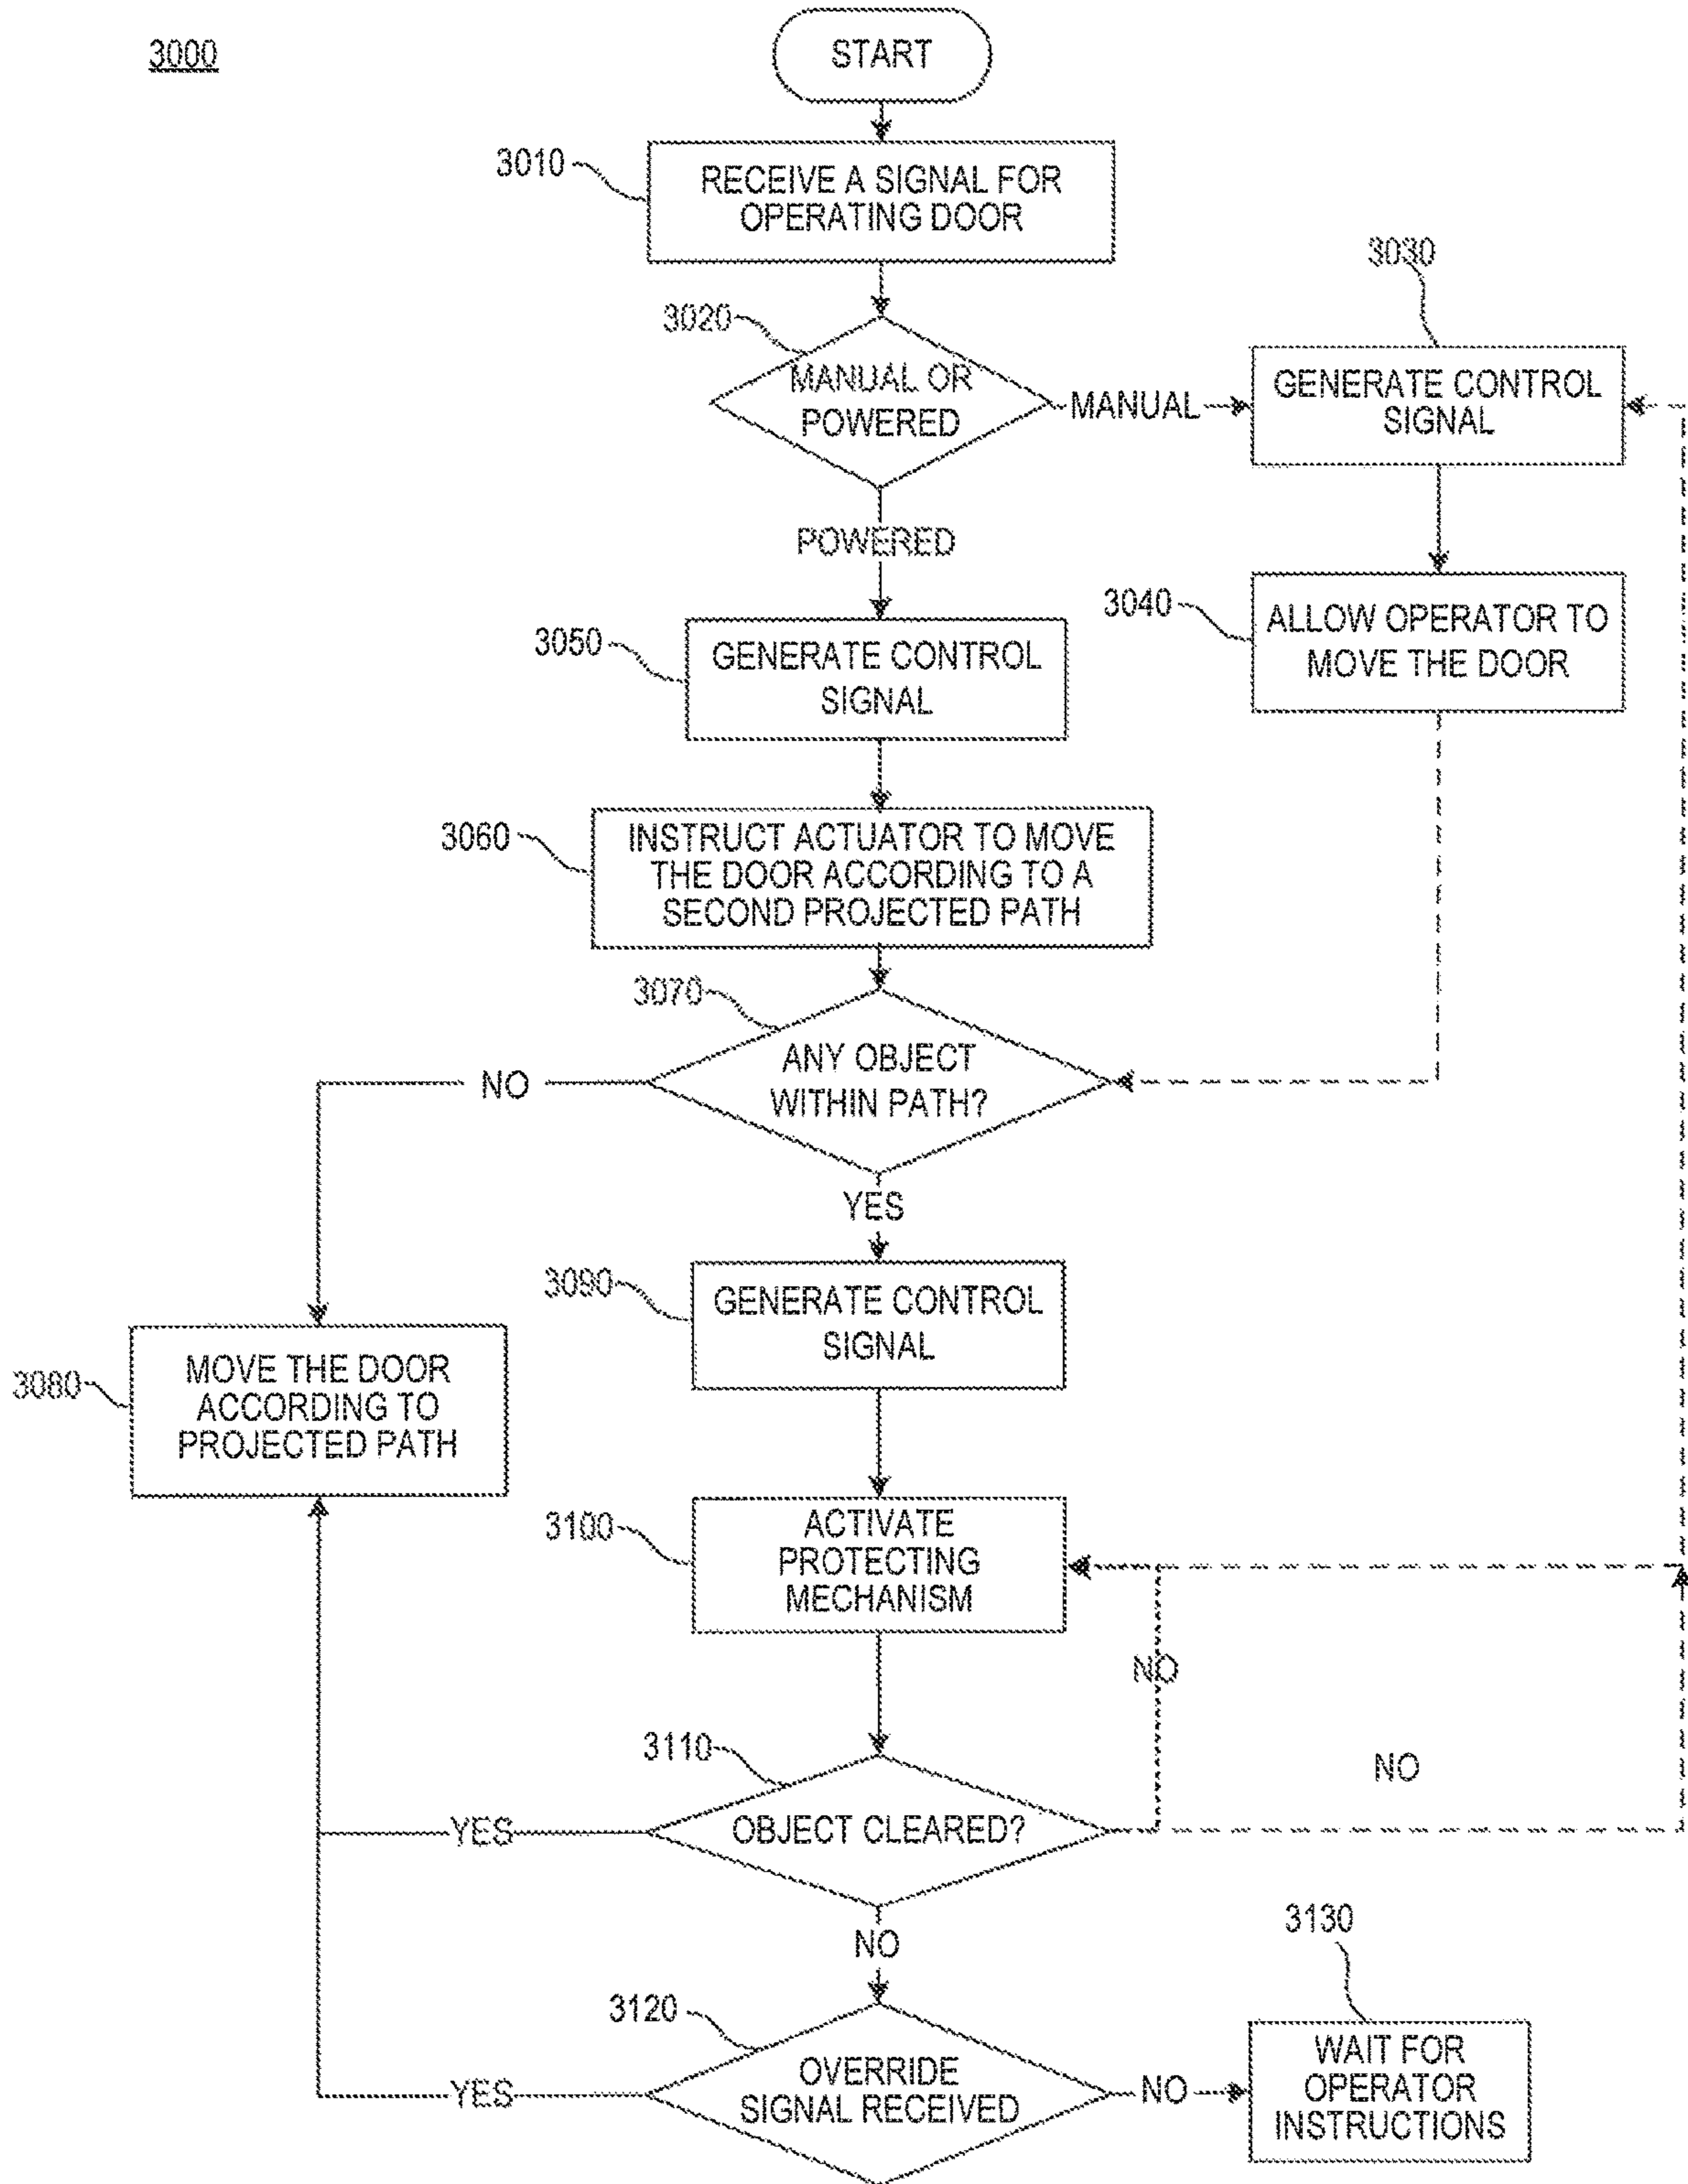 3000
START
3010
RECEIVE A SIGNAL FOR
OPERATING DOOR
3020
MANUAL OR
POWERED
MANUAL
3030
GENERATE CONTROL
SIGNAL
POWERED
3040
ALLOW OPERATOR TO
MOVE THE DOOR
3050
GENERATE CONTROL
SIGNAL
3060
INSTRUCT ACTUATOR TO MOVE
THE DOOR ACCORDING TO A
SECOND PROJECTED PATH
3070
ANY OBJECT
WITHIN PATH?
NO
YES
3080
MOVE THE DOOR
ACCORDING TO
PROJECTED PATH
3090
GENERATE CONTROL
SIGNAL
3100
ACTIVATE
PROTECTING
MECHANISM
NO
3110
OBJECT CLEARED?
YES
NO
NO
3120
OVERRIDE
SIGNAL RECEIVED
YES
NO
3130
WAIT FOR
OPERATOR
INSTRUCTIONS